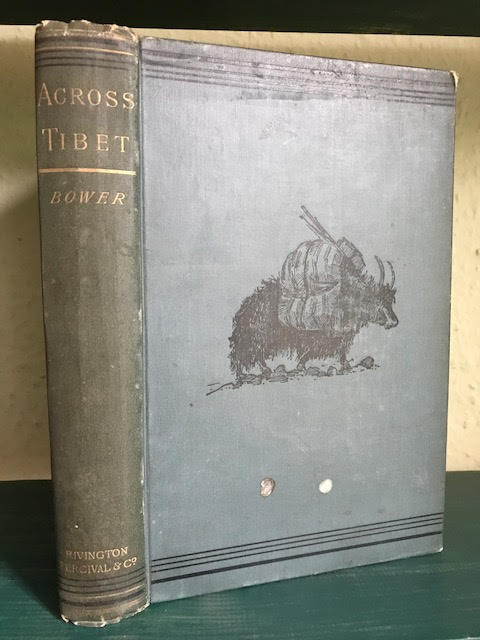 ACROSS
TIBET
BOWER
RIVINGTON
PERCIVAL & Cº